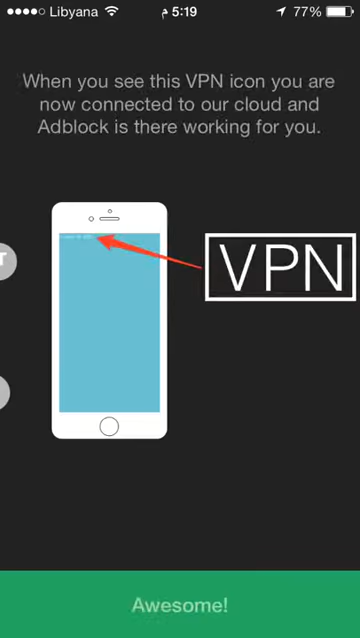 Libyana 5:19 م 77%
When you see this VPN icon you are
now connected to our cloud and
Adblock is there working for you.
VPN
Awesome!